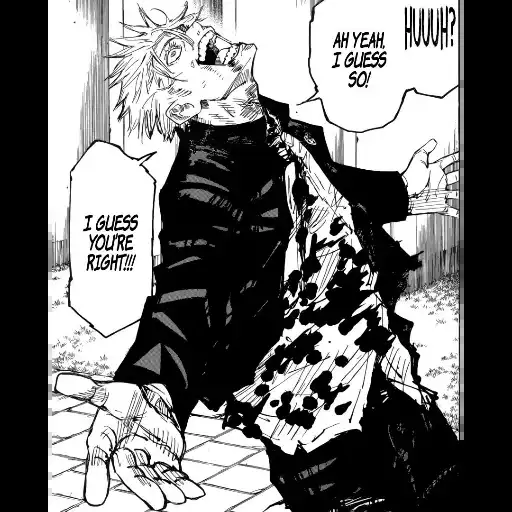 HUUUH?
AH YEAH,
I GUESS
SO!
I GUESS
YOU'RE
RIGHT!!!